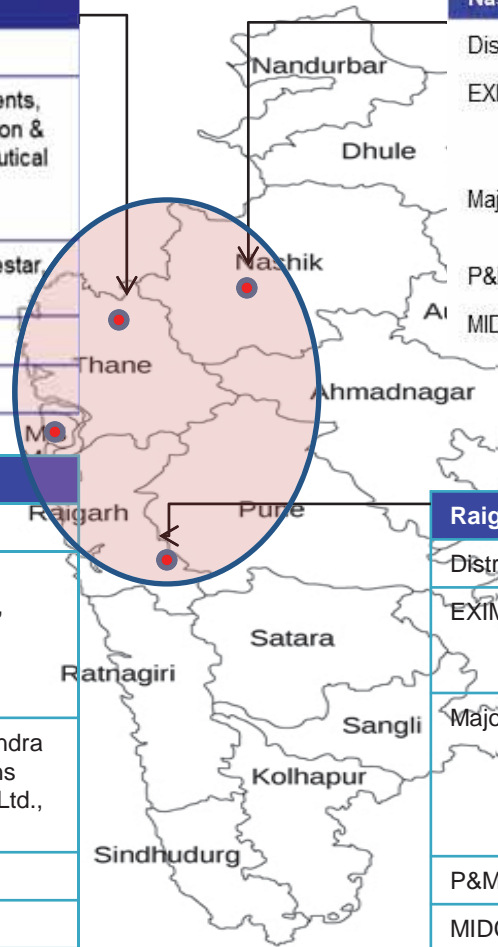 Nas
Dis
Nandurbar
EXI
ents,
on &
utical
Dhule
Maj
estar,
Nashik
P&
MID
Thane
Ahmadnagar
Raigarh
Pune
Raig
Distr
EXIM
Satara
Ratnagiri
Sangli
Majo
ndra
ns
Ltd.,
Kolhapur
Sindhudurg
P&M
MIDC